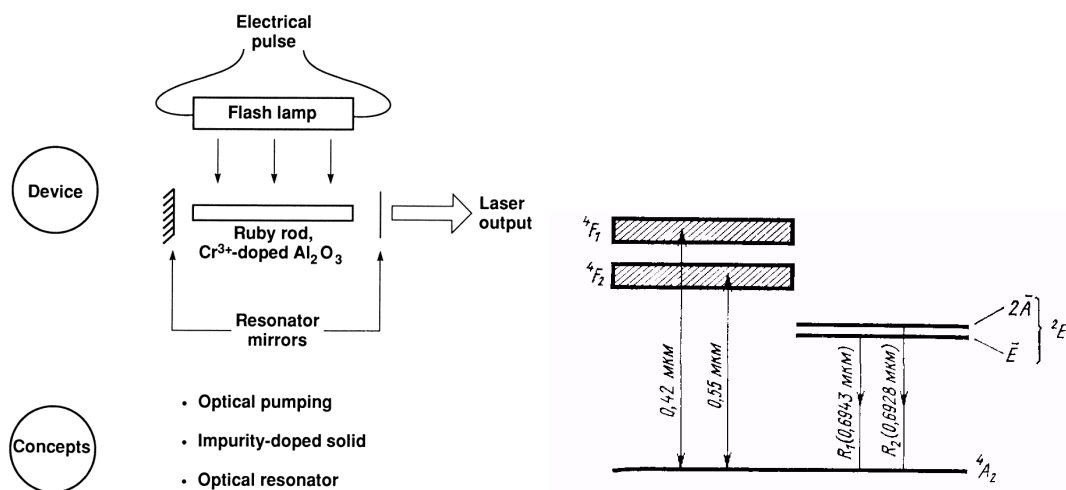 Electrical
pulse
Flash lamp
Device
Laser
output
Ruby rod,
Cr³⁺-doped Al₂O₃
Resonator
mirrors
Concepts
• Optical pumping
• Impurity-doped solid
• Optical resonator
⁴F₁
⁴F₂
2Ā
Ē
²E
0,42 мкм
0,55 мкм
R₁(0,6943 мкм)
R₂(0,6928 мкм)
⁴A₂